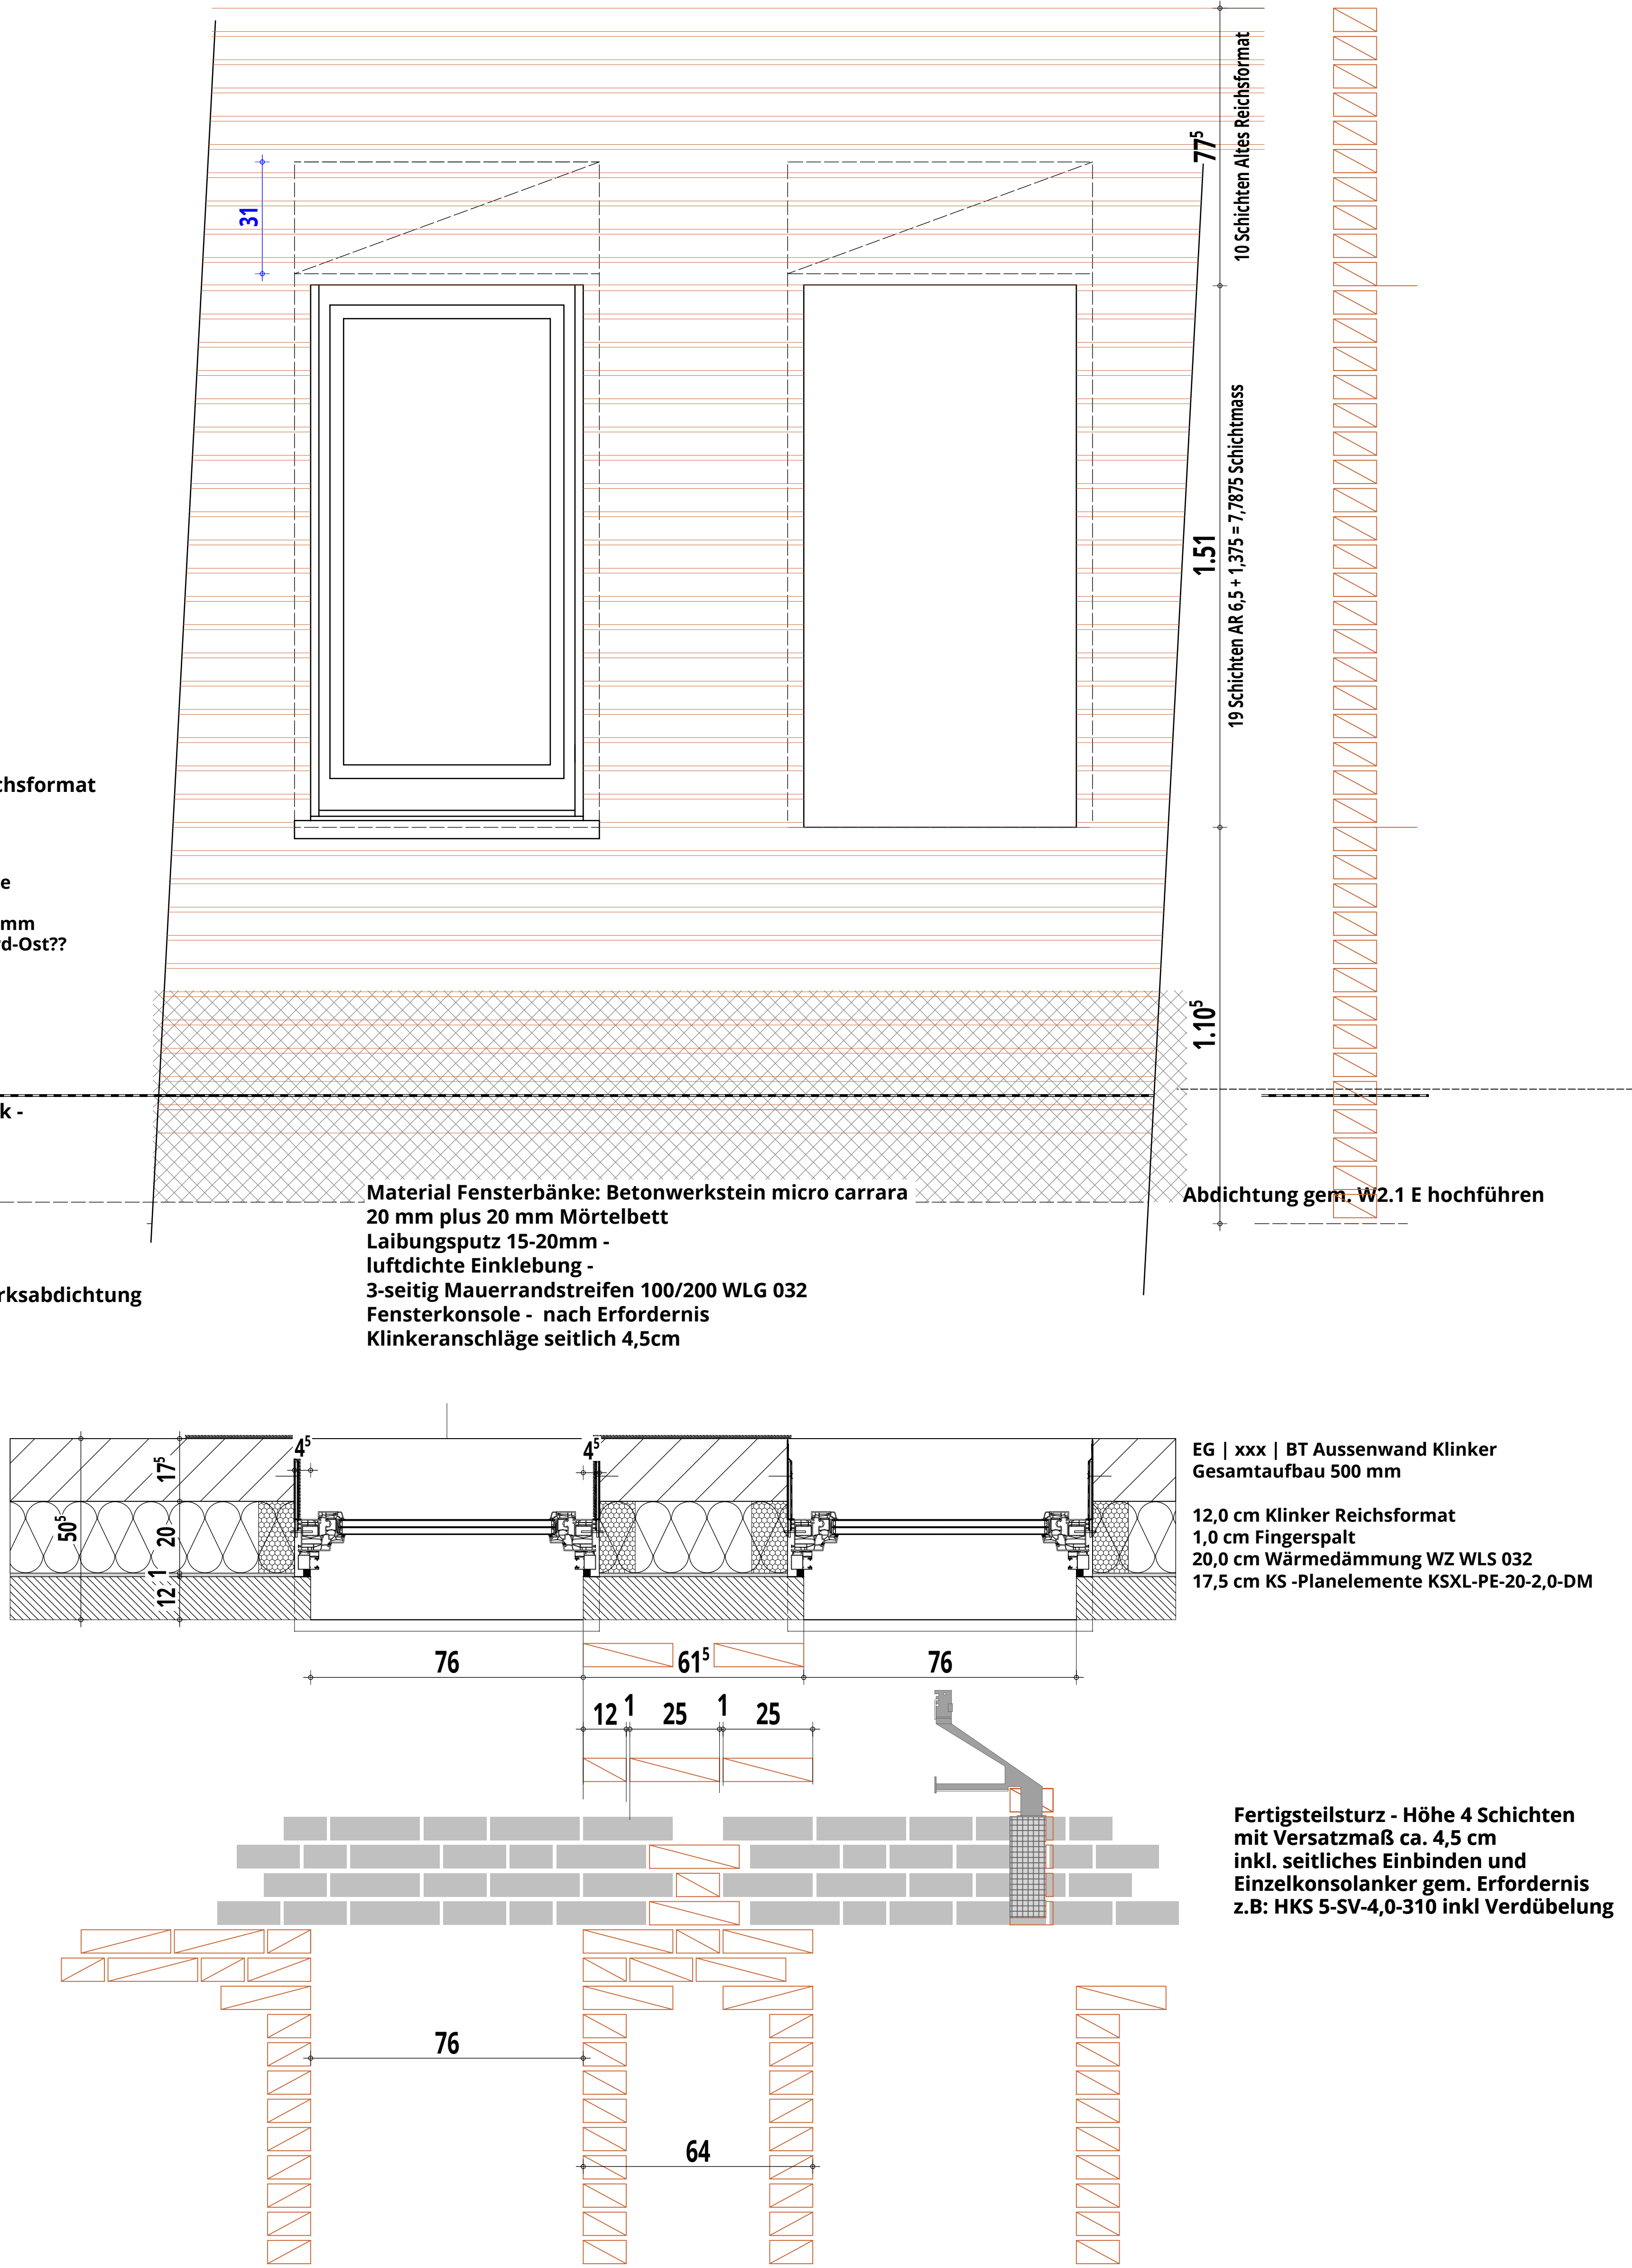 10 Schichten Altes Reichsformat
77⁵
31
19 Schichten AR 6,5 + 1,375 = 7,7875 Schichtmass
1.51
chsformat
e
mm
d-Ost??
1.10⁵
k -
Abdichtung gem. W2.1 E hochführen
Material Fensterbänke: Betonwerkstein micro carrara
20 mm plus 20 mm Mörtelbett
Laibungsputz 15-20mm -
luftdichte Einklebung -
3-seitig Mauerrandstreifen 100/200 WLG 032
Fensterkonsole - nach Erfordernis
Klinkeranschläge seitlich 4,5cm
rksabdichtung
4⁵
4⁵
17⁵
50⁵
20
1
12
EG | xxx | BT Aussenwand Klinker
Gesamtaufbau 500 mm
12,0 cm Klinker Reichsformat
1,0 cm Fingerspalt
20,0 cm Wärmedämmung WZ WLS 032
17,5 cm KS -Planelemente KSXL-PE-20-2,0-DM
76
61⁵
76
12
1
25
1
25
Fertigsteilsturz - Höhe 4 Schichten
mit Versatzmaß ca. 4,5 cm
inkl. seitliches Einbinden und
Einzelkonsolanker gem. Erfordernis
z.B: HKS 5-SV-4,0-310 inkl Verdübelung
76
64